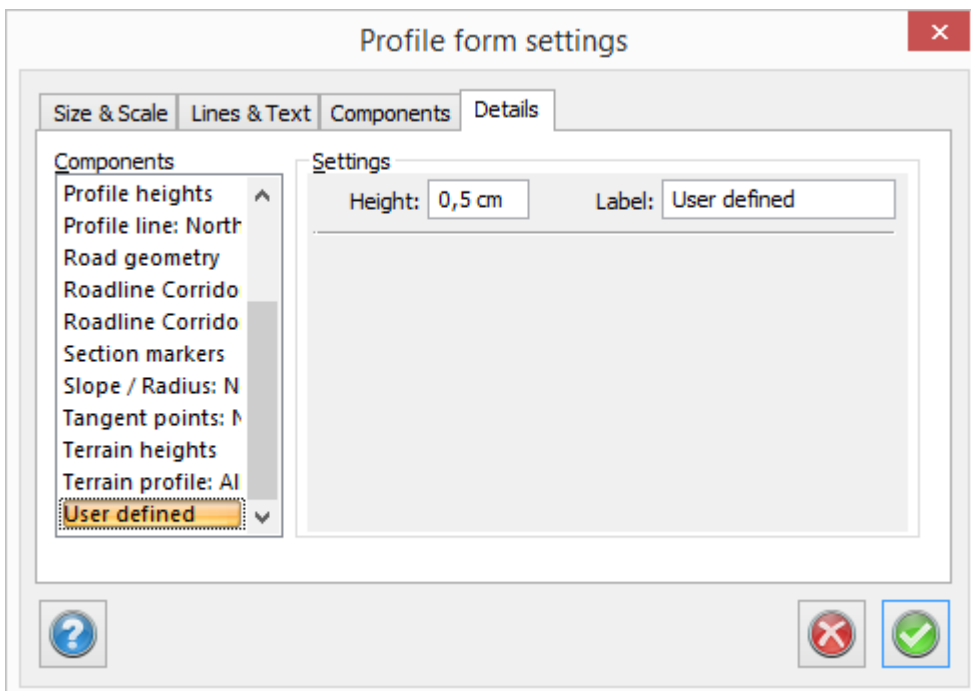 Profile form settings
Size & Scale
Lines & Text
Components
Details
Components
Profile heights
Profile line: North
Road geometry
Roadline Corrido
Roadline Corrido
Section markers
Slope / Radius: N
Tangent points: N
Terrain heights
Terrain profile: Al
User defined
Settings
Height: 0,5 cm
Label: User defined